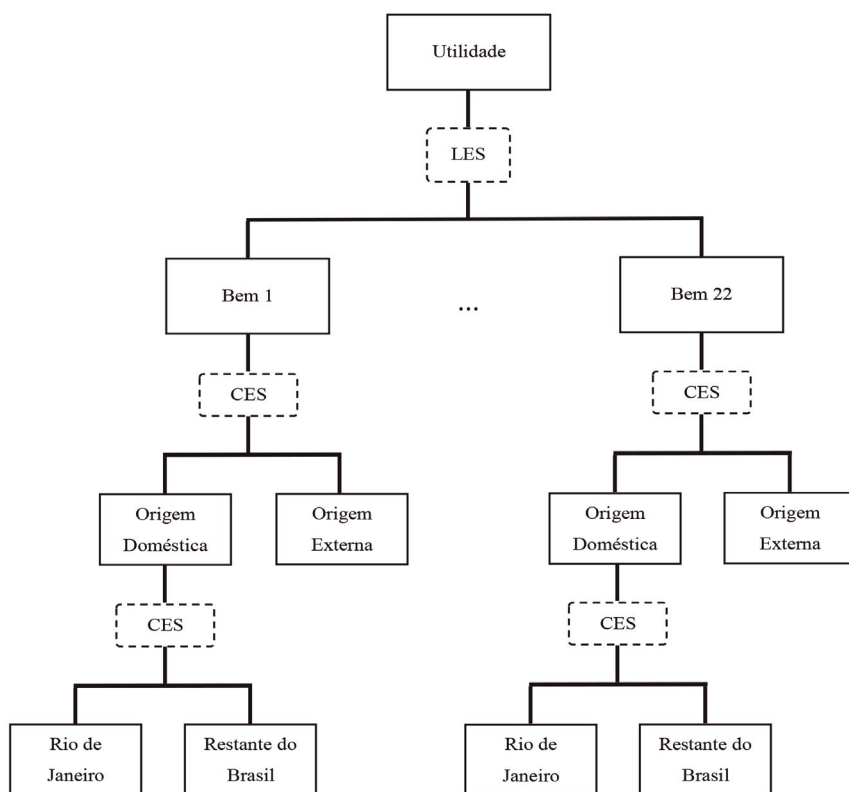 Utilidade
LES
Bem 1
...
Bem 22
CES
CES
Origem
Doméstica
Origem
Externa
Origem
Doméstica
Origem
Externa
CES
CES
Rio de
Janeiro
Restante do
Brasil
Rio de
Janeiro
Restante do
Brasil